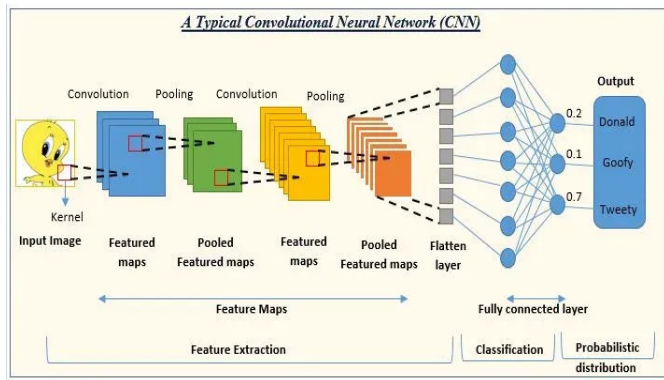 A Typical Convolutional Neural Network (CNN)
Convolution
Pooling
Convolution
Pooling
Output
0.2
Donald
0.1
Goofy
0.7
Tweety
Kernel
Input Image
Featured
maps
Pooled
Featured maps
Featured
maps
Pooled
Featured maps
Flatten
layer
Feature Maps
Fully connected layer
Feature Extraction
Classification
Probabilistic
distribution